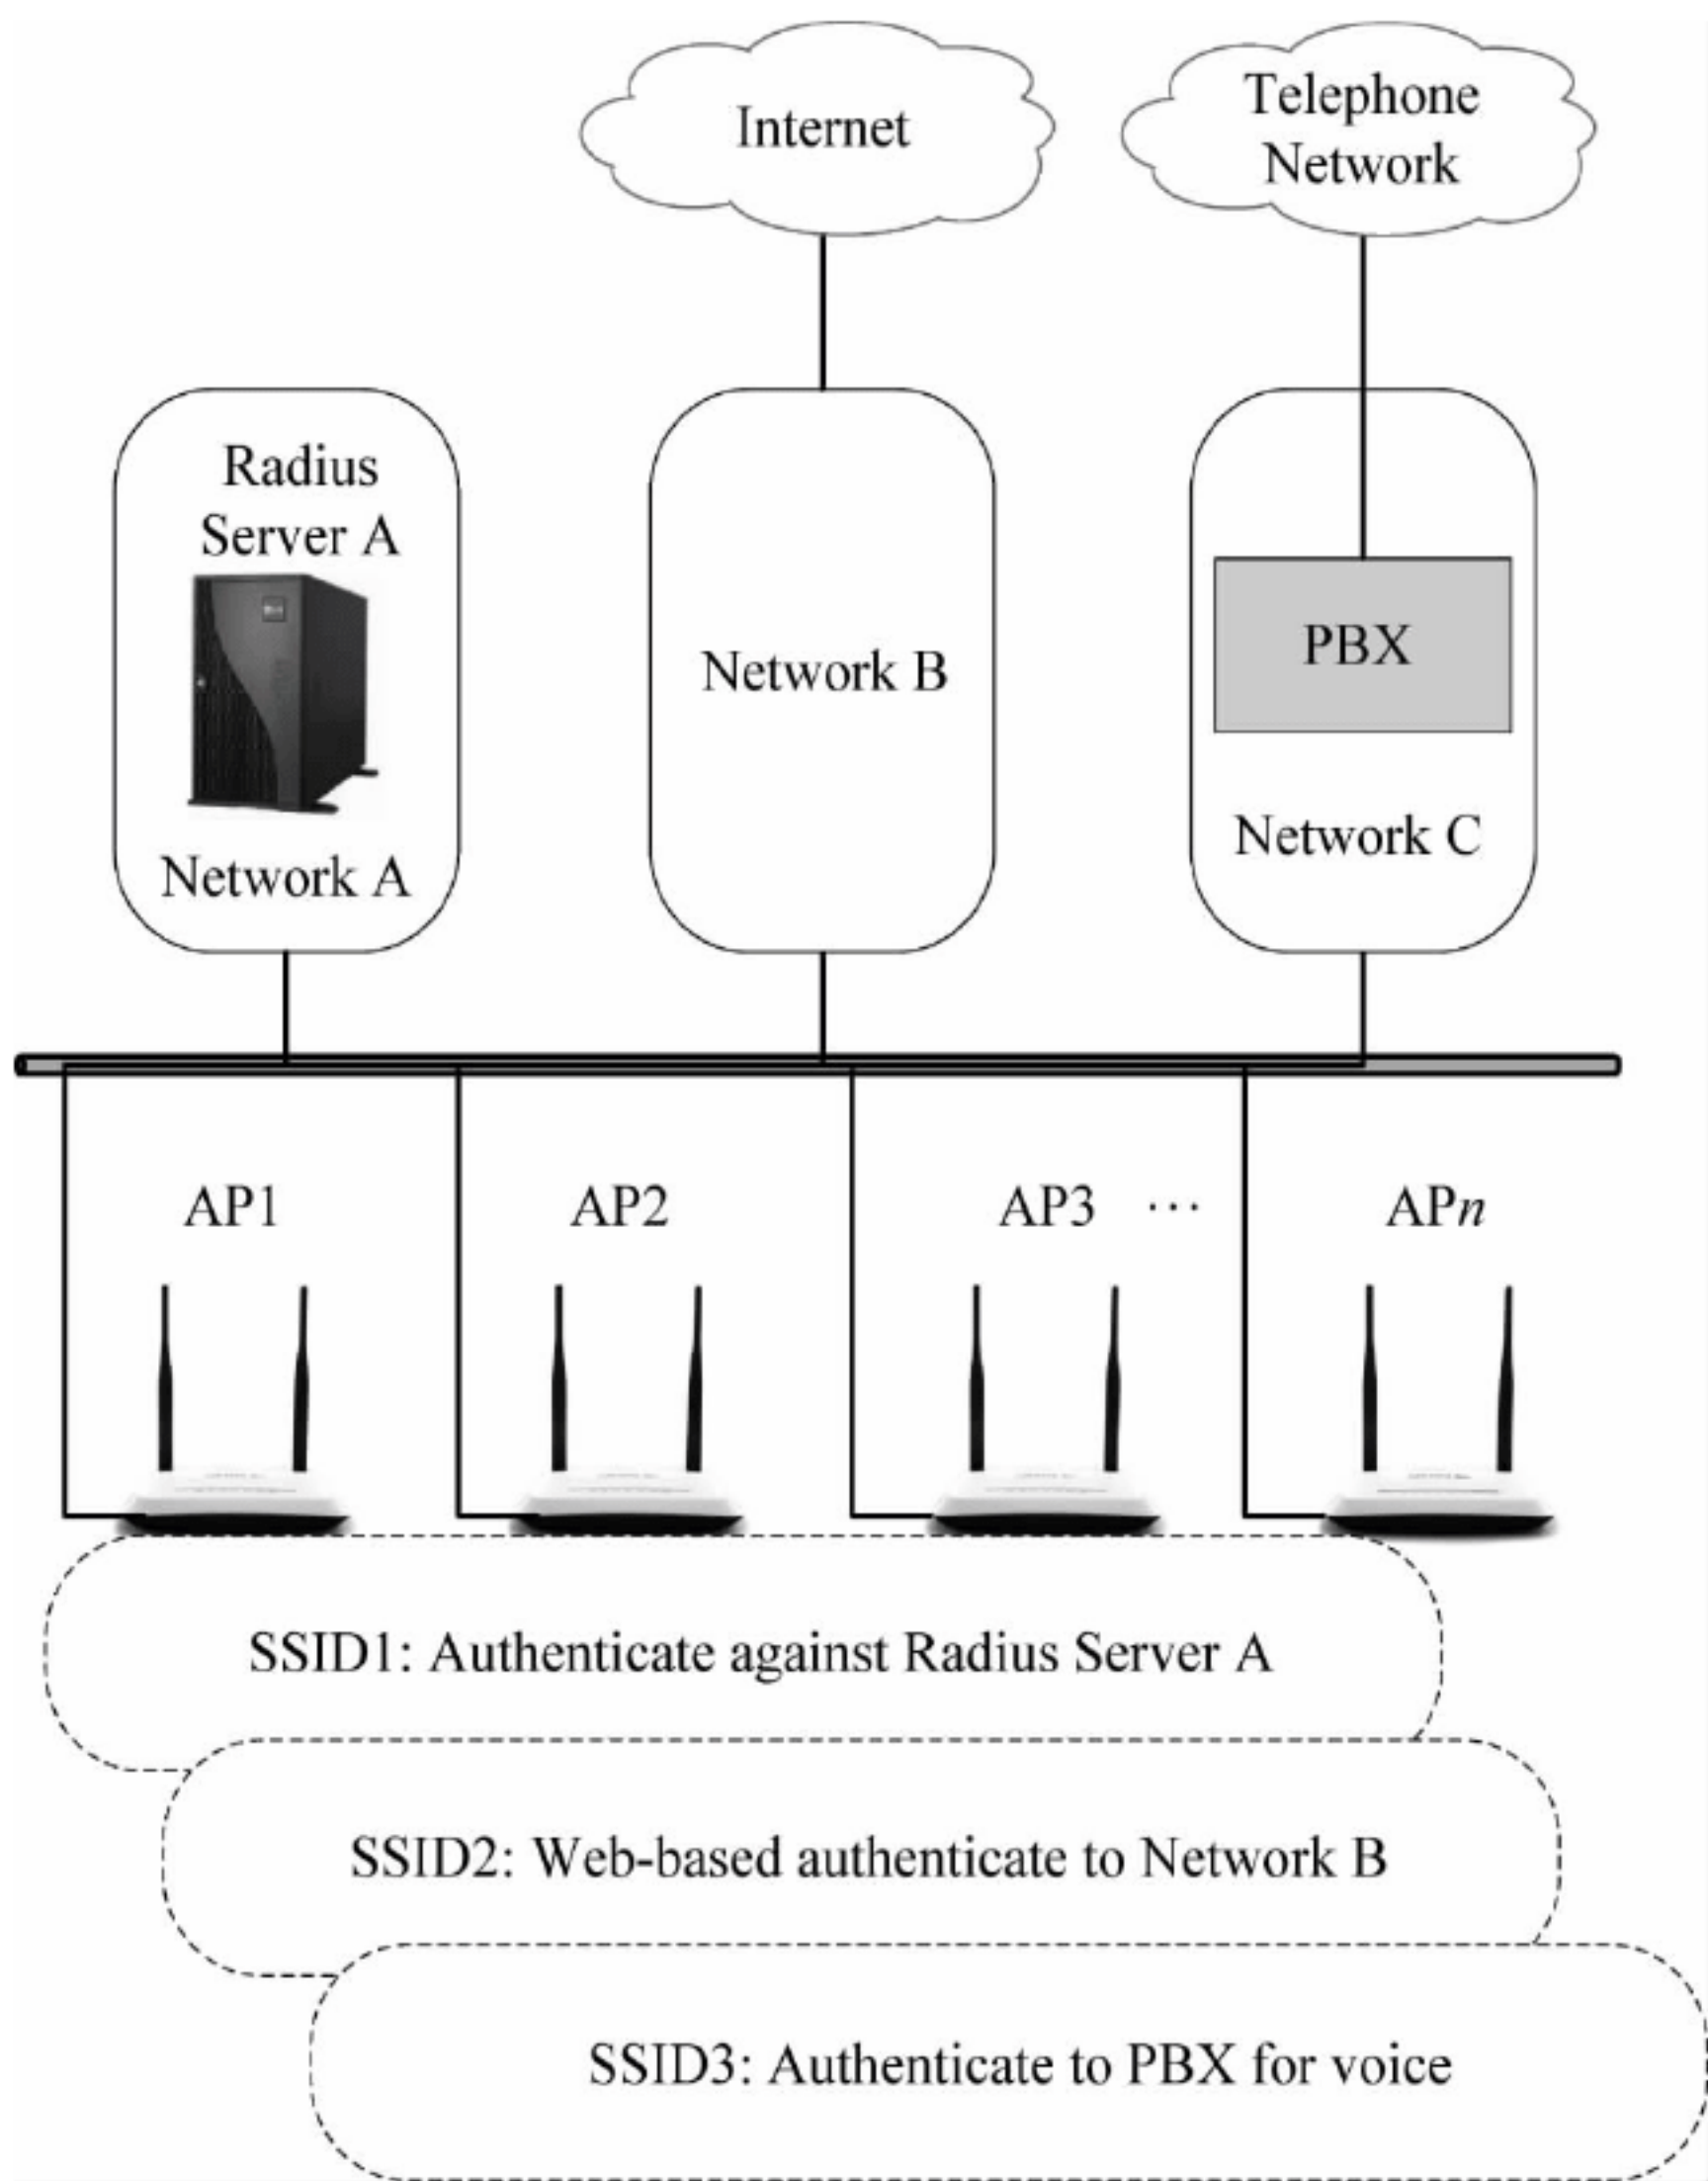 Internet
Telephone
Network
Radius
Server A
Network A
Network B
PBX
Network C
AP1
AP2
AP3 ⋯
APn
SSID1: Authenticate against Radius Server A
SSID2: Web-based authenticate to Network B
SSID3: Authenticate to PBX for voice